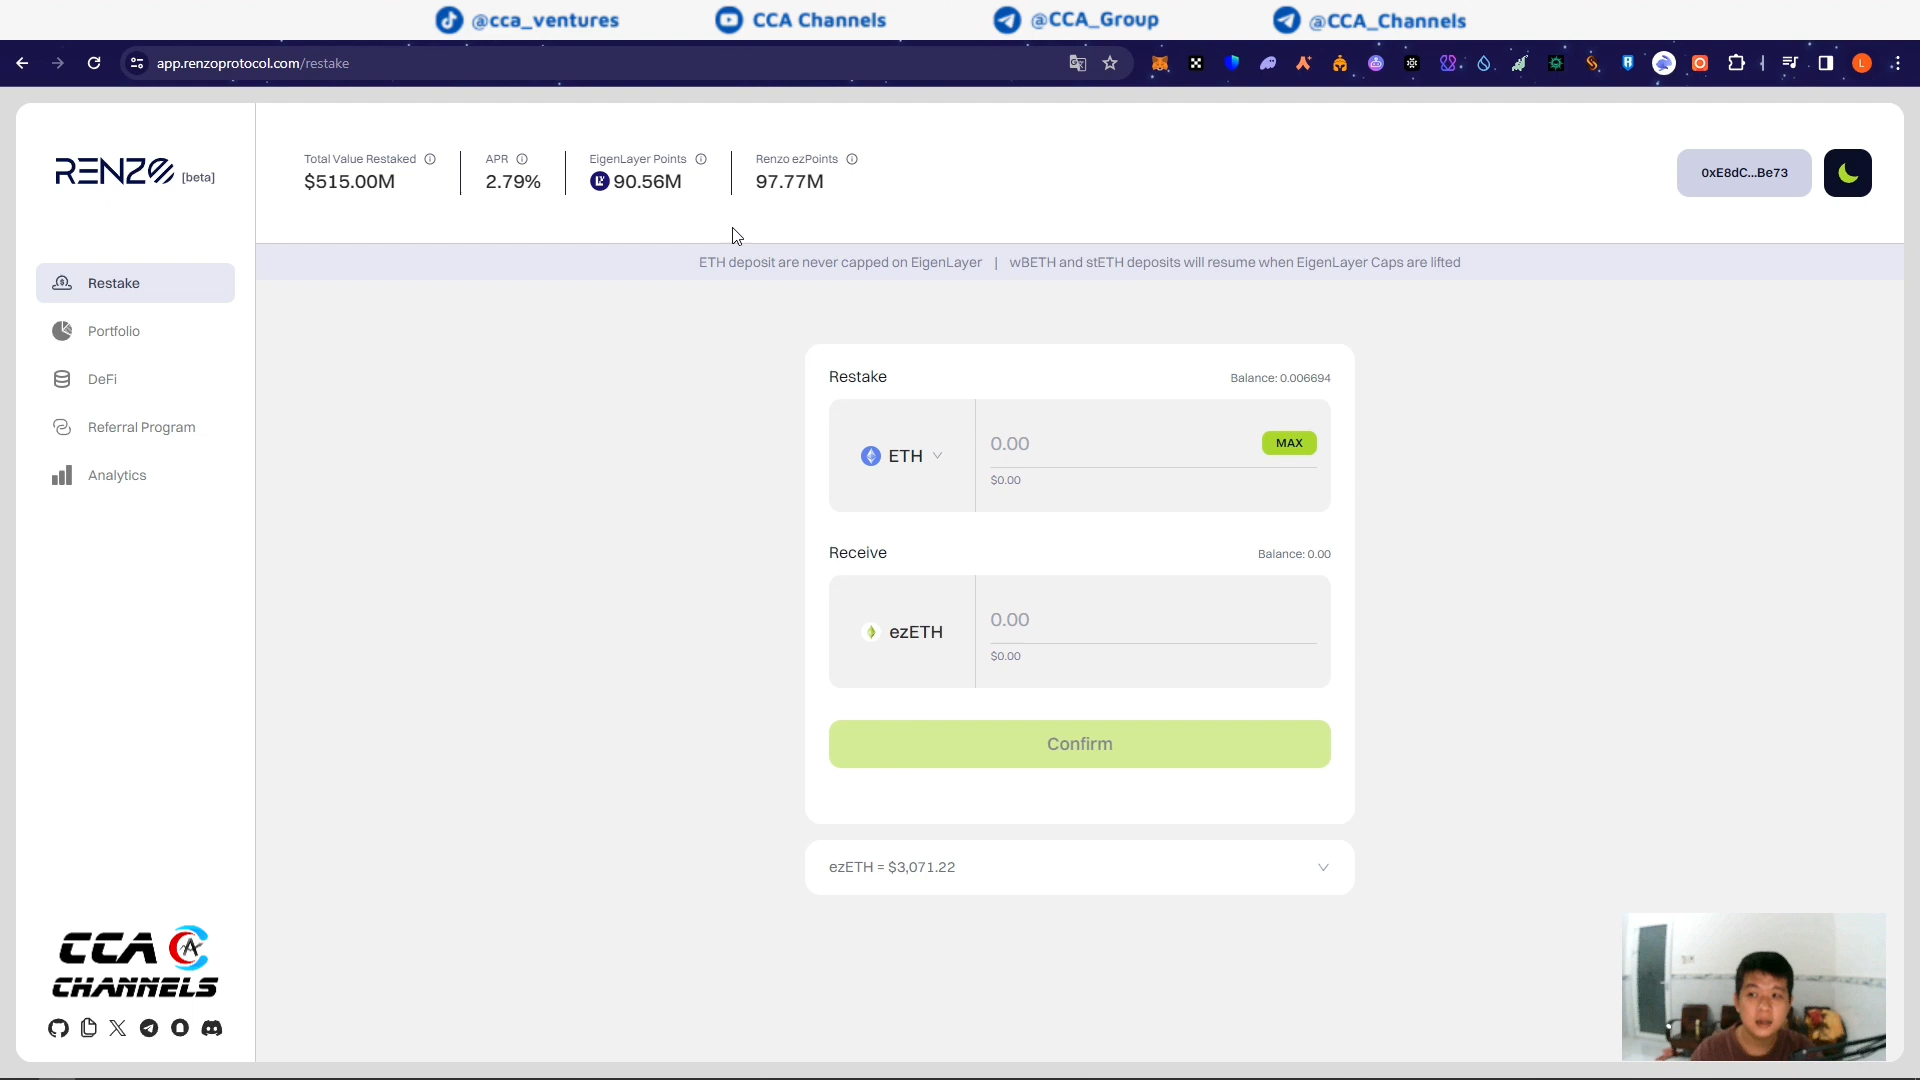 @cca_ventures
CCA Channels
@CCA_Group
@CCA_Channels
app.renzoprotocol.com/restake
RENZO [beta]
Total Value Restaked
$515.00M
APR
2.79%
EigenLayer Points
90.56M
Renzo ezPoints
97.77M
0xE8dC...Be73
ETH deposit are never capped on EigenLayer | wBETH and stETH deposits will resume when EigenLayer Caps are lifted
Restake
Portfolio
DeFi
Referral Program
Analytics
Restake
Balance: 0.006694
ETH
0.00
MAX
$0.00
Receive
Balance: 0.00
ezETH
0.00
$0.00
Confirm
ezETH = $3,071.22
CCA
CHANNELS